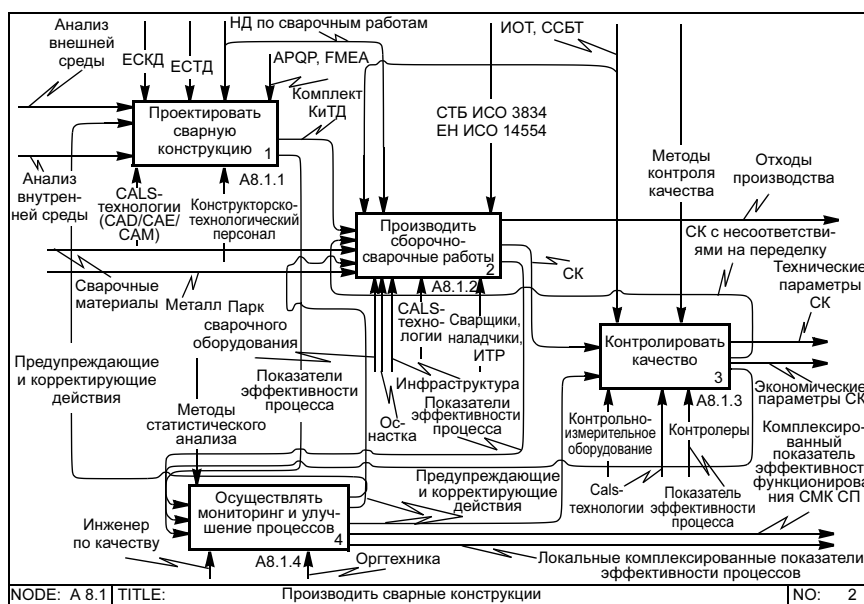 Анализ
внешней
среды
ЕСКД
ЕСТД
НД по сварочным работам
APQP, FMEA
ИОТ, ССБТ
Комплект
КиТД
СТБ ИСО 3834
ЕН ИСО 14554
Проектировать
сварную
конструкцию
1
A8.1.1
Анализ
внутрен-
ней среды
CALS-
технологии
(CAD/CAE/
CAM)
Конструкторско-
технологический
персонал
Методы
контроля
качества
Отходы
производства
Производить
сборочно-
сварочные работы
2
A8.1.2
СК с несоответстви-
ями на переделку
СК
Технические
параметры
СК
Сварочные
материалы
Металл
Парк
сварочного
оборудования
CALS-
техно-
логии
Сварщики,
наладчики,
ИТР
Контролировать
качество
3
A8.1.3
Предупреждающие
и корректирующие
действия
Показатели
эффективности
процесса
Инфраструктура
Ос-
настка
Показатели
эффективности
процесса
Экономические
параметры СК
Методы
статистического
анализа
Контрольно-
измерительное
оборудование
Контролеры
Комплексиро-
ванный
показатель
эффективност
функционирова
ния СМК СП
Предупреждающие
и корректирующие
действия
Cals-
технологии
Показатель
эффективности
процесса
Осуществлять
мониторинг и улуч-
шение процессов
4
A8.1.4
Инженер
по качеству
Оргтехника
Локальные комплексированные показатели
эффективности процессов
NODE: A 8.1 TITLE: Производить сварные конструкции NO: 2